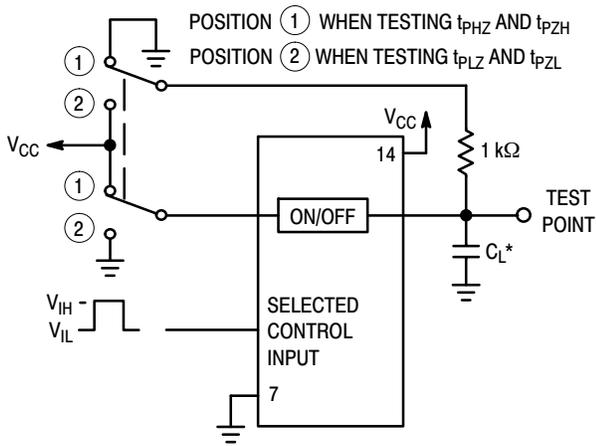 POSITION 1 WHEN TESTING tPHZ AND tPZH
POSITION 2 WHEN TESTING tPLZ AND tPZL
1
2
VCC
1
2
VCC
14
1 kΩ
ON/OFF
TEST
POINT
CL*
VIH
VIL
SELECTED
CONTROL
INPUT
7